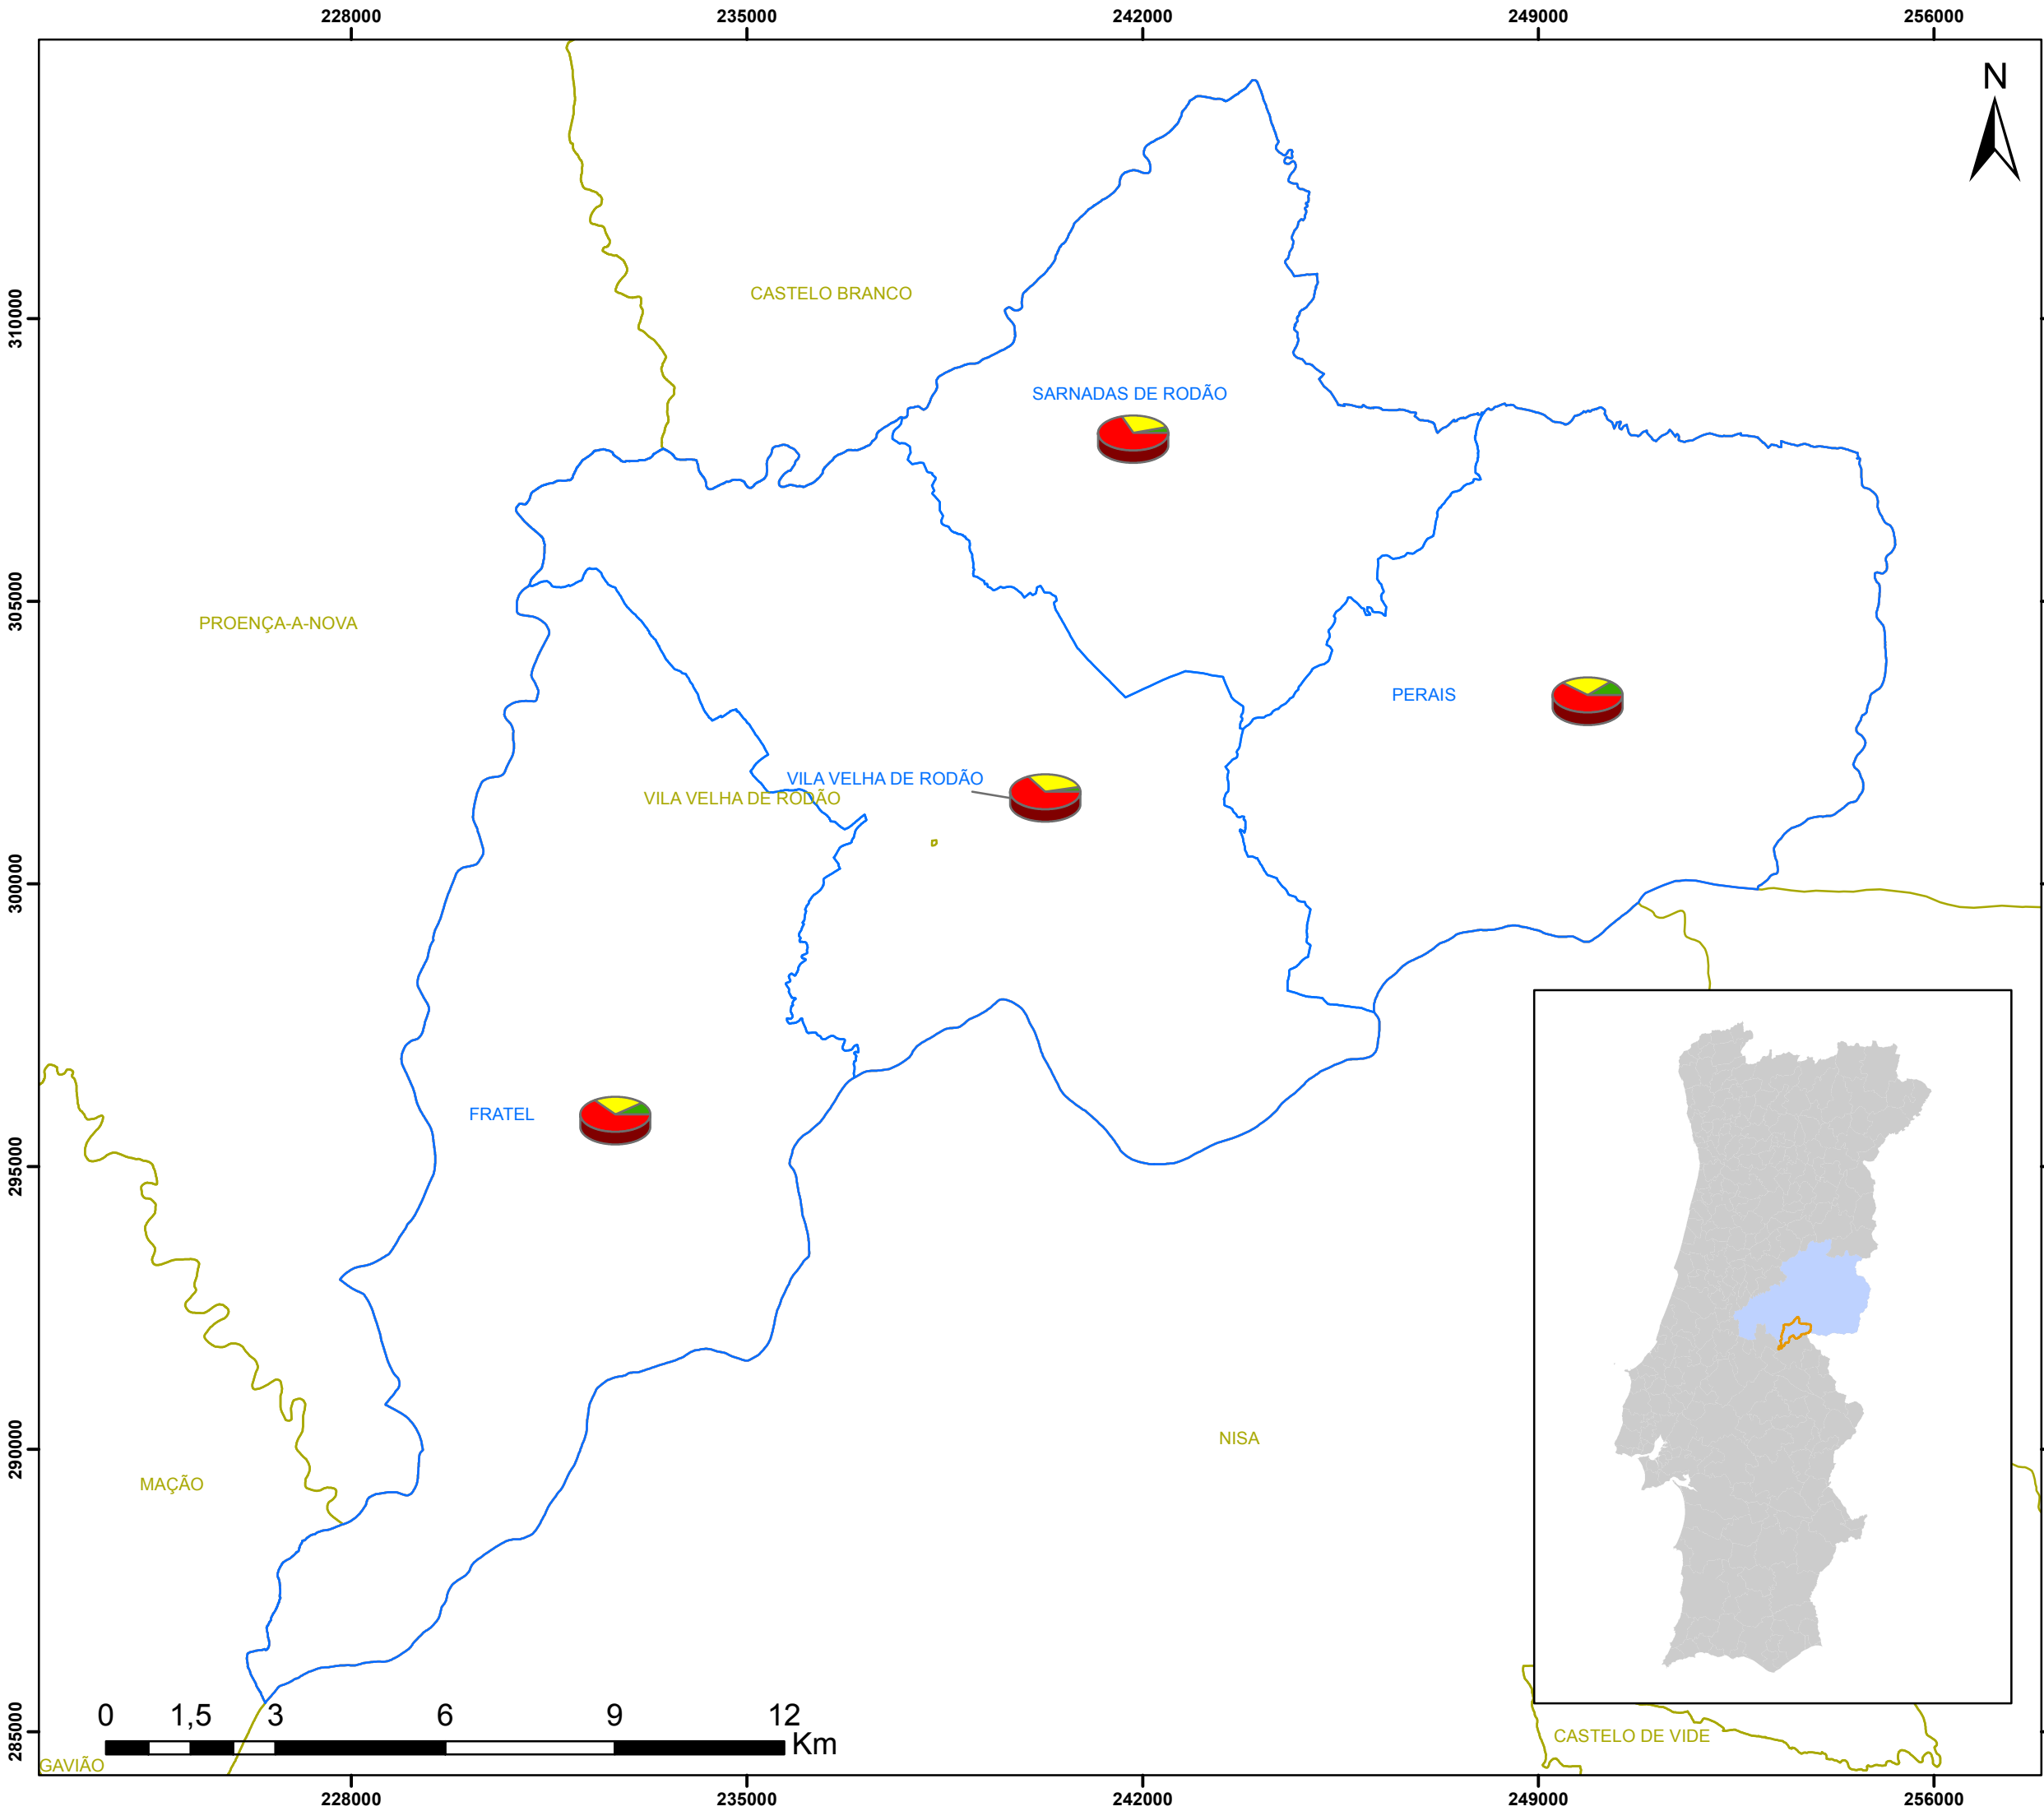 228000 235000 242000 249000 256000
N
310000
CASTELO BRANCO
SARNADAS DE RODÃO
305000
PROENÇA-A-NOVA
PERAIS
VILA VELHA DE RODÃO
VILA VELHA DE RODÃO
300000
FRATEL
295000
NISA
290000
MAÇÃO
0 1,5 3 6 9 12
Km
285000
CASTELO DE VIDE
GAVIÃO
228000 235000 242000 249000 256000